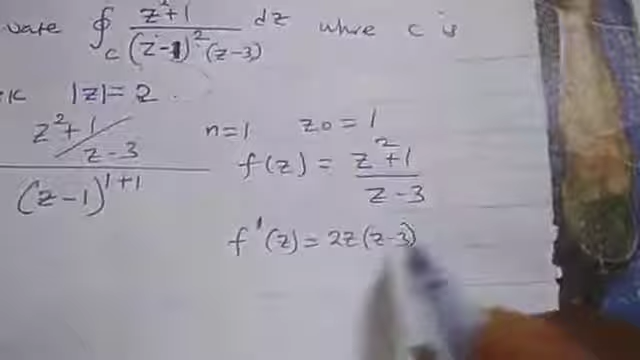 ∮_C (z²+1)/((z-1)²(z-3)) dz where c is
|z|=2.
(z²+1/z-3)/(z-1)^{1+1} n=1 z₀=1
f(z) = (z²+1)/(z-3)
f'(z) = 2z(z-3)